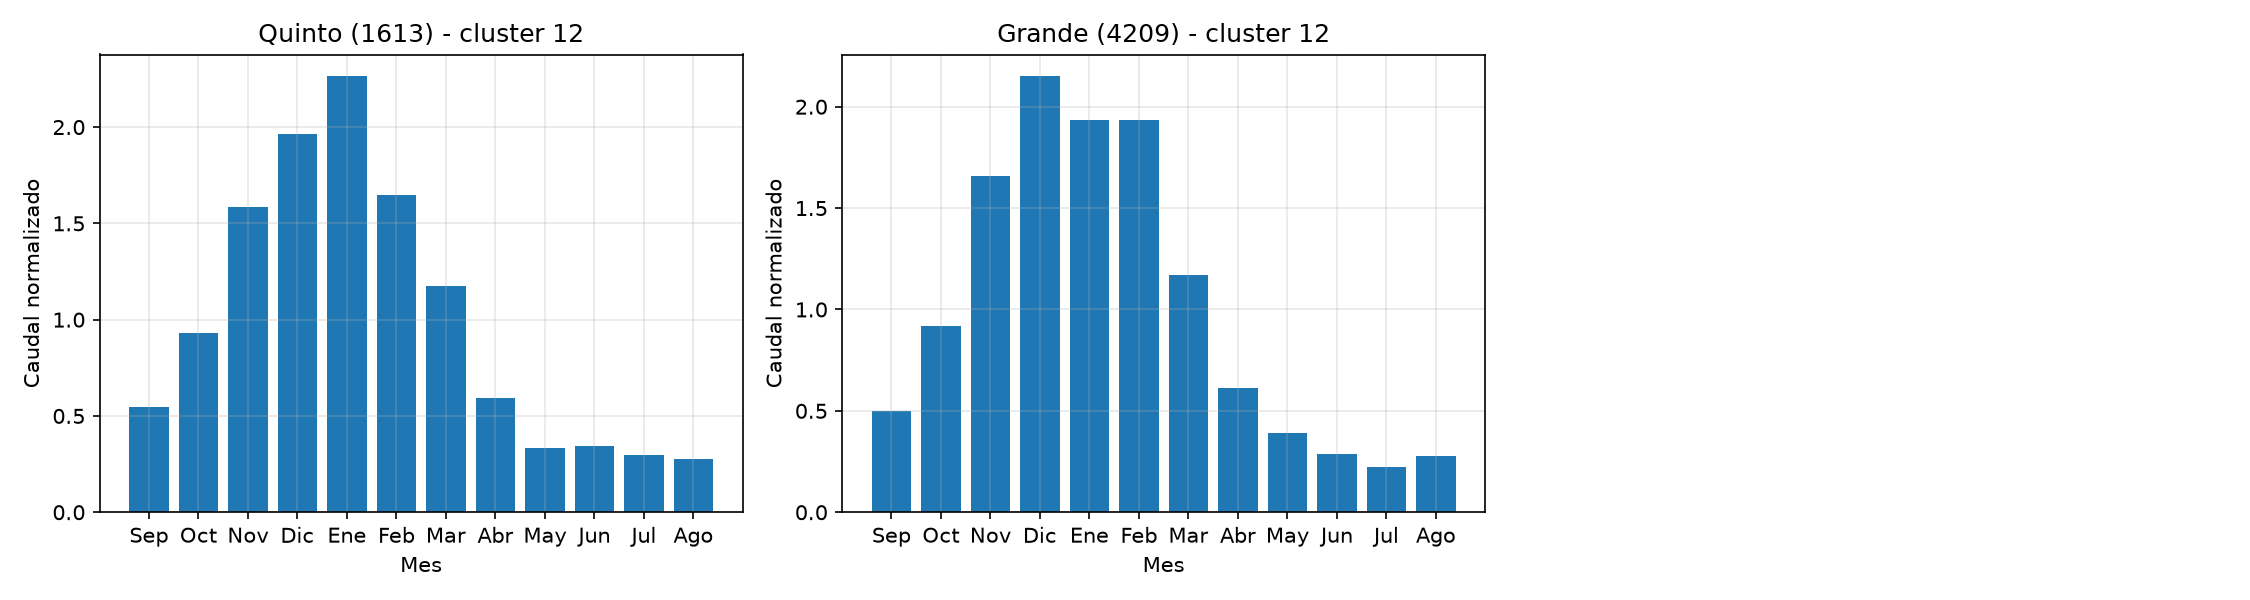 Quinto (1613) - cluster 12
Caudal normalizado
2.0
1.5
1.0
0.5
0.0
Sep Oct Nov Dic Ene Feb Mar Abr May Jun Jul Ago
Mes
Grande (4209) - cluster 12
Caudal normalizado
2.0
1.5
1.0
0.5
0.0
Sep Oct Nov Dic Ene Feb Mar Abr May Jun Jul Ago
Mes